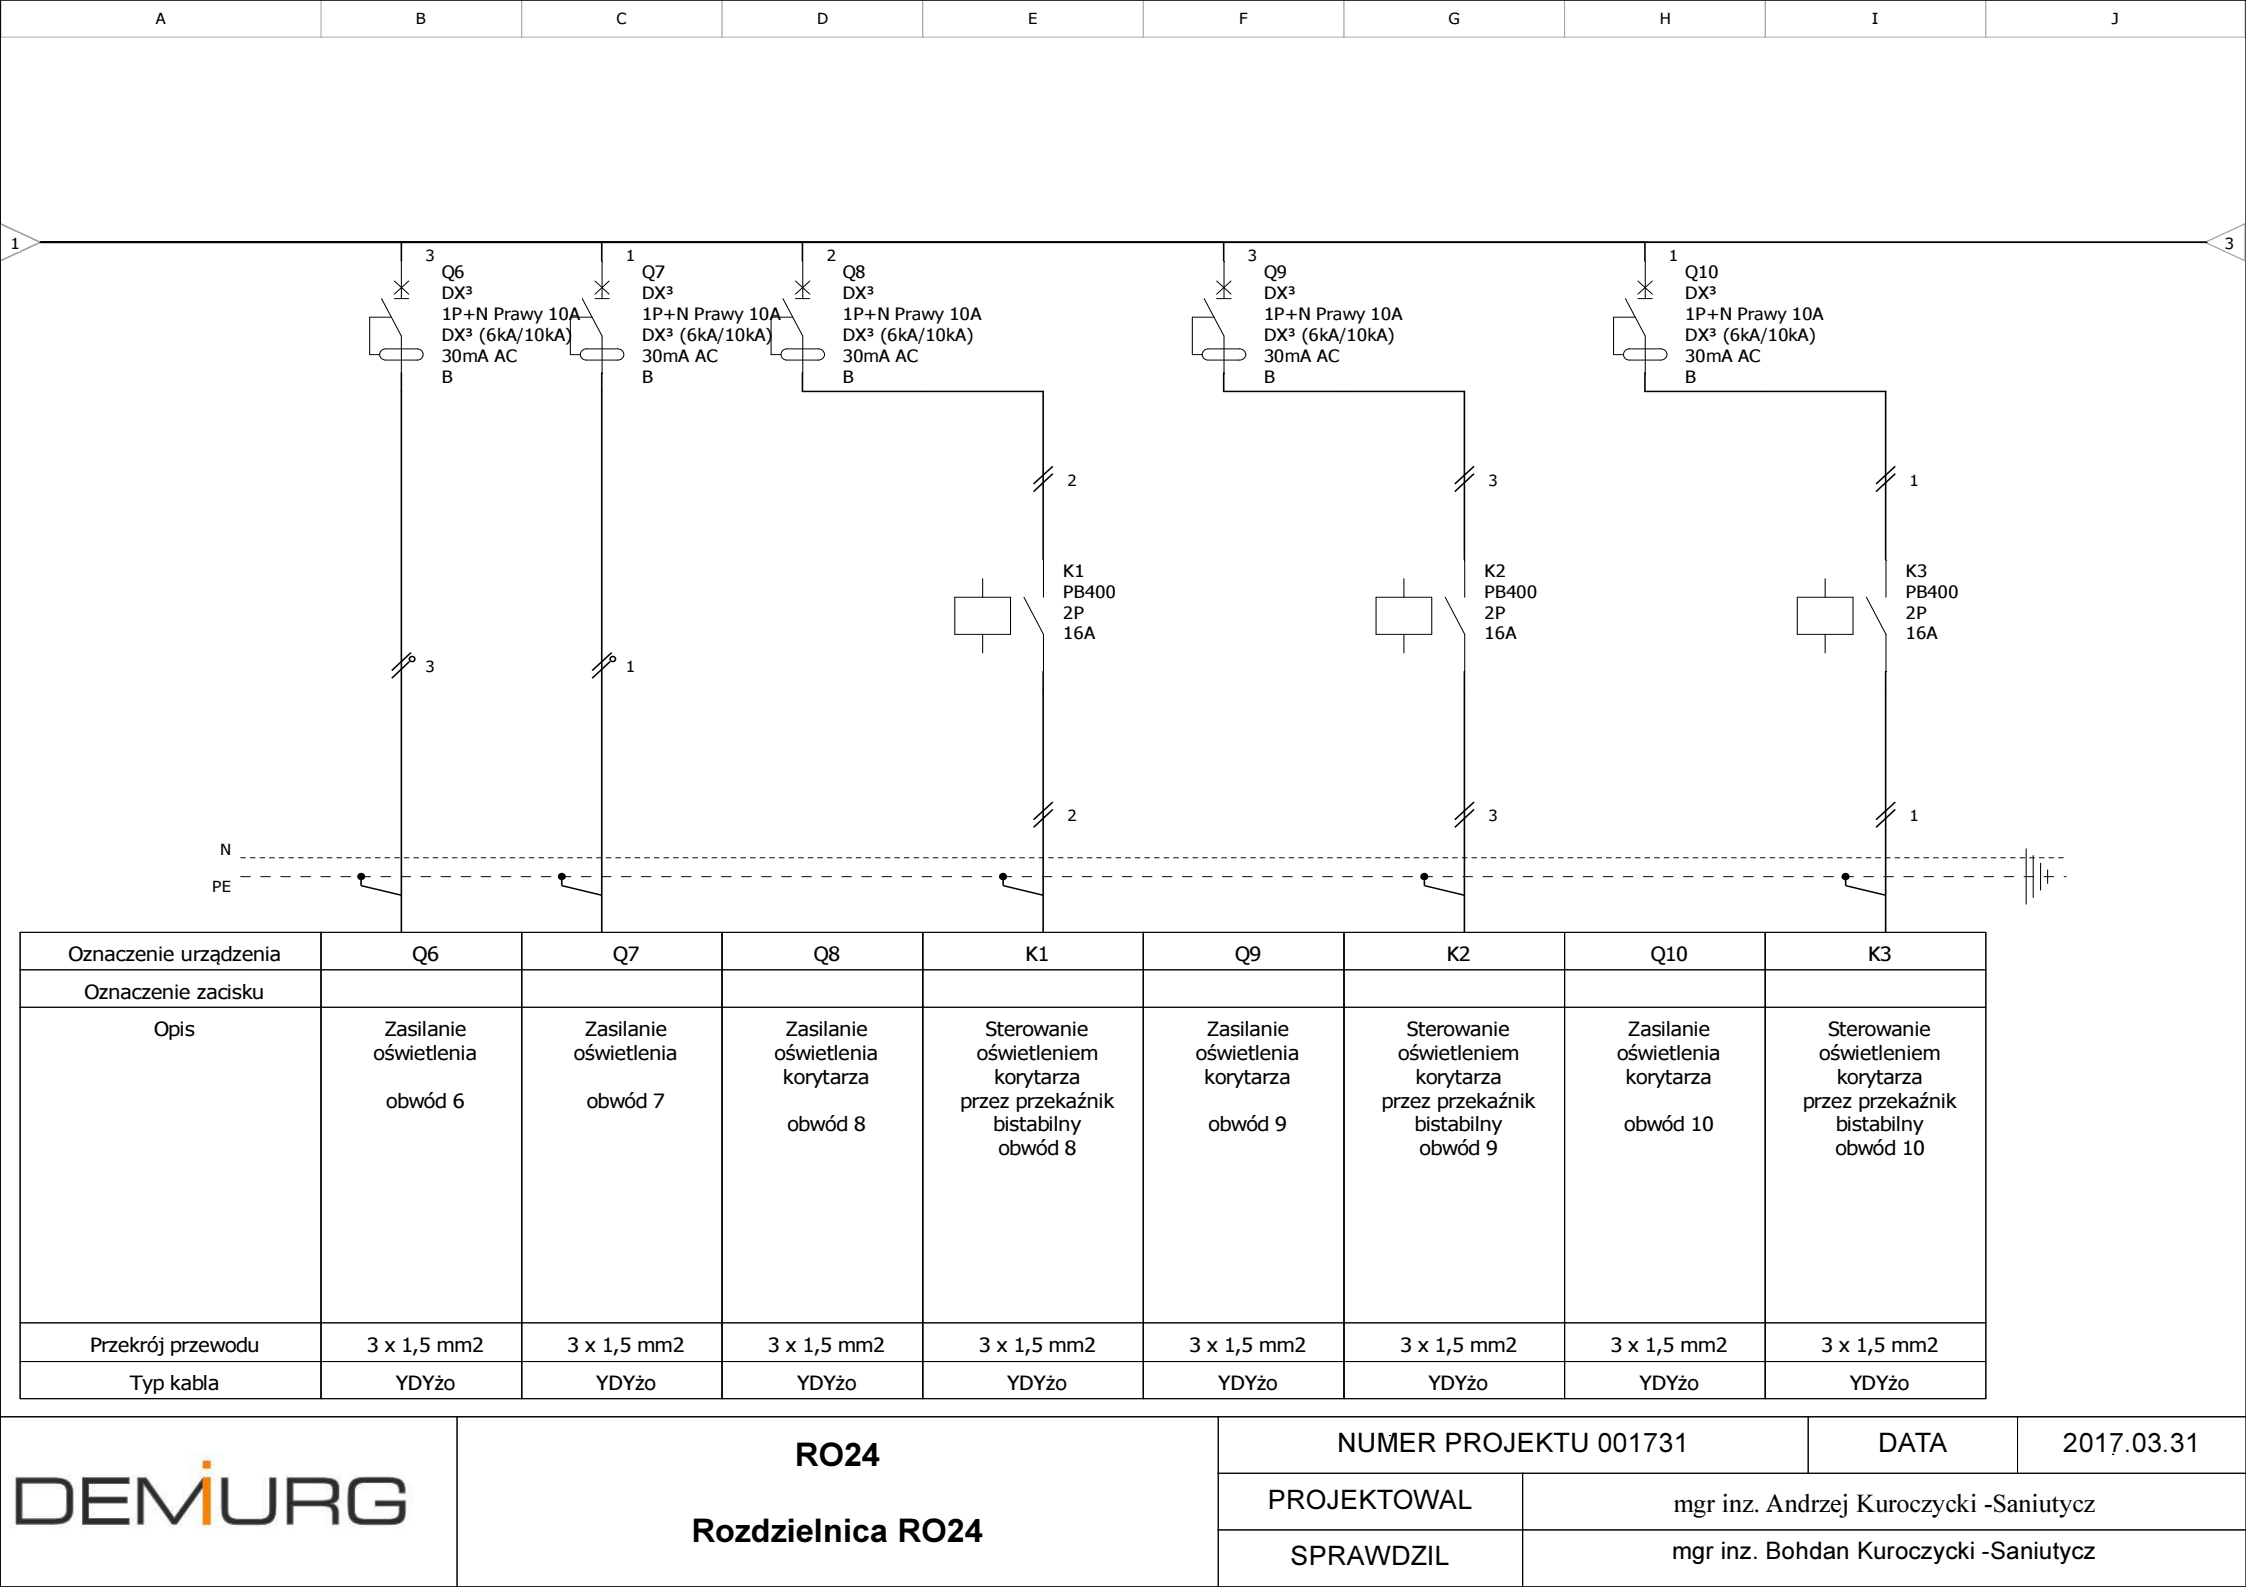 A B C D E F G H I J
1 3
3 1 2 3 1
Q6 Q7 Q8 Q9 Q10
DX³ DX³ DX³ DX³ DX³
1P+N Prawy 10A 1P+N Prawy 10A 1P+N Prawy 10A 1P+N Prawy 10A 1P+N Prawy 10A
DX³ (6kA/10kA) DX³ (6kA/10kA) DX³ (6kA/10kA) DX³ (6kA/10kA) DX³ (6kA/10kA)
30mA AC 30mA AC 30mA AC 30mA AC 30mA AC
B B B B B
2 3 1
K1 K2 K3
PB400 PB400 PB400
2P 2P 2P
16A 16A 16A
3 1
2 3 1
N
PE
Oznaczenie urządzenia Q6 Q7 Q8 K1 Q9 K2 Q10 K3
Oznaczenie zacisku
Opis Zasilanie Zasilanie Zasilanie Sterowanie Zasilanie Sterowanie Zasilanie Sterowanie
oświetlenia oświetlenia oświetlenia oświetleniem oświetlenia oświetleniem oświetlenia oświetleniem
korytarza korytarza korytarza korytarza korytarza korytarza
obwód 6 obwód 7 przez przekaźnik przez przekaźnik przez przekaźnik
obwód 8 bistabilny obwód 9 bistabilny obwód 10 bistabilny
obwód 8 obwód 9 obwód 10
Przekrój przewodu 3 x 1,5 mm2 3 x 1,5 mm2 3 x 1,5 mm2 3 x 1,5 mm2 3 x 1,5 mm2 3 x 1,5 mm2 3 x 1,5 mm2 3 x 1,5 mm2
Typ kabla YDYżo YDYżo YDYżo YDYżo YDYżo YDYżo YDYżo YDYżo
DEMiURG
RO24
Rozdzielnica RO24
NUMER PROJEKTU 001731 DATA 2017.03.31
PROJEKTOWAL mgr inz. Andrzej Kuroczycki -Saniutycz
SPRAWDZIL mgr inz. Bohdan Kuroczycki -Saniutycz